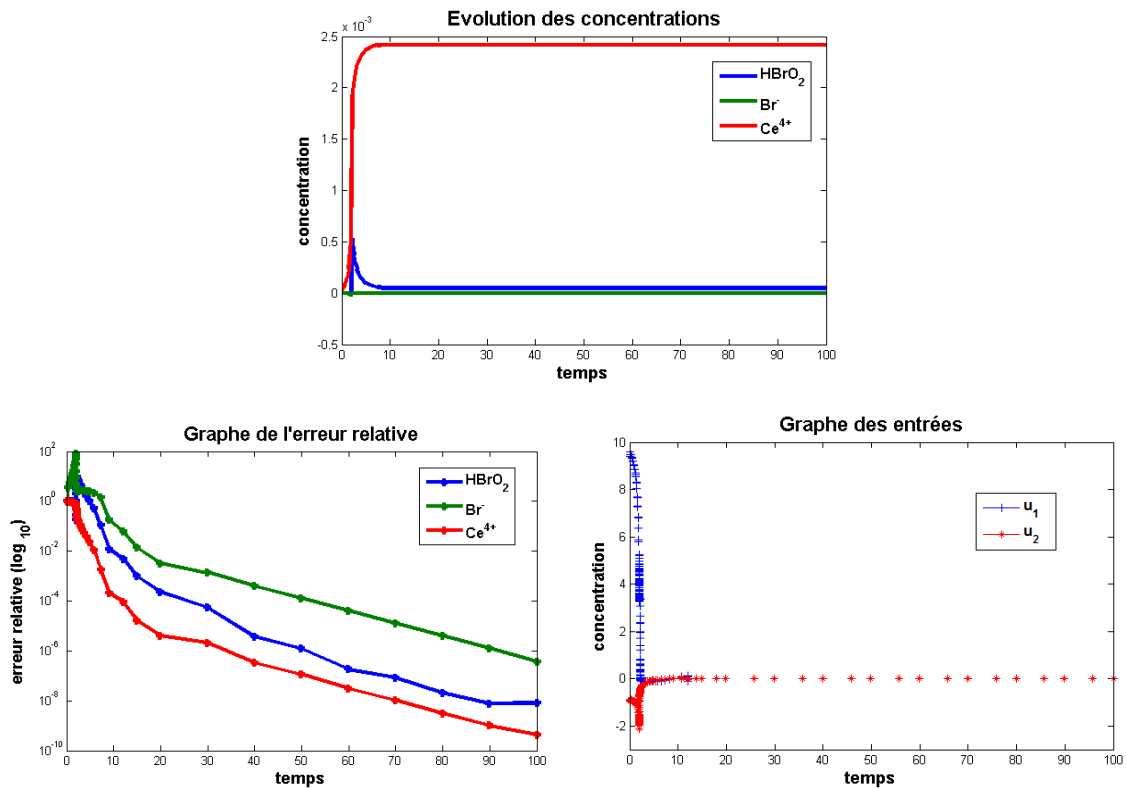 Evolution des concentrations
x 10⁻³
2.5
2
1.5
1
0.5
0
-0.5
concentration
HBrO₂
Br⁻
Ce⁴⁺
0 10 20 30 40 50 60 70 80 90 100
temps
Graphe de l'erreur relative
10²
10⁰
10⁻²
10⁻⁴
10⁻⁶
10⁻⁸
10⁻¹⁰
erreur relative (log ₁₀)
HBrO₂
Br⁻
Ce⁴⁺
0 10 20 30 40 50 60 70 80 90 100
temps
Graphe des entrées
10
8
6
4
2
0
-2
concentration
u₁
u₂
0 10 20 30 40 50 60 70 80 90 100
temps